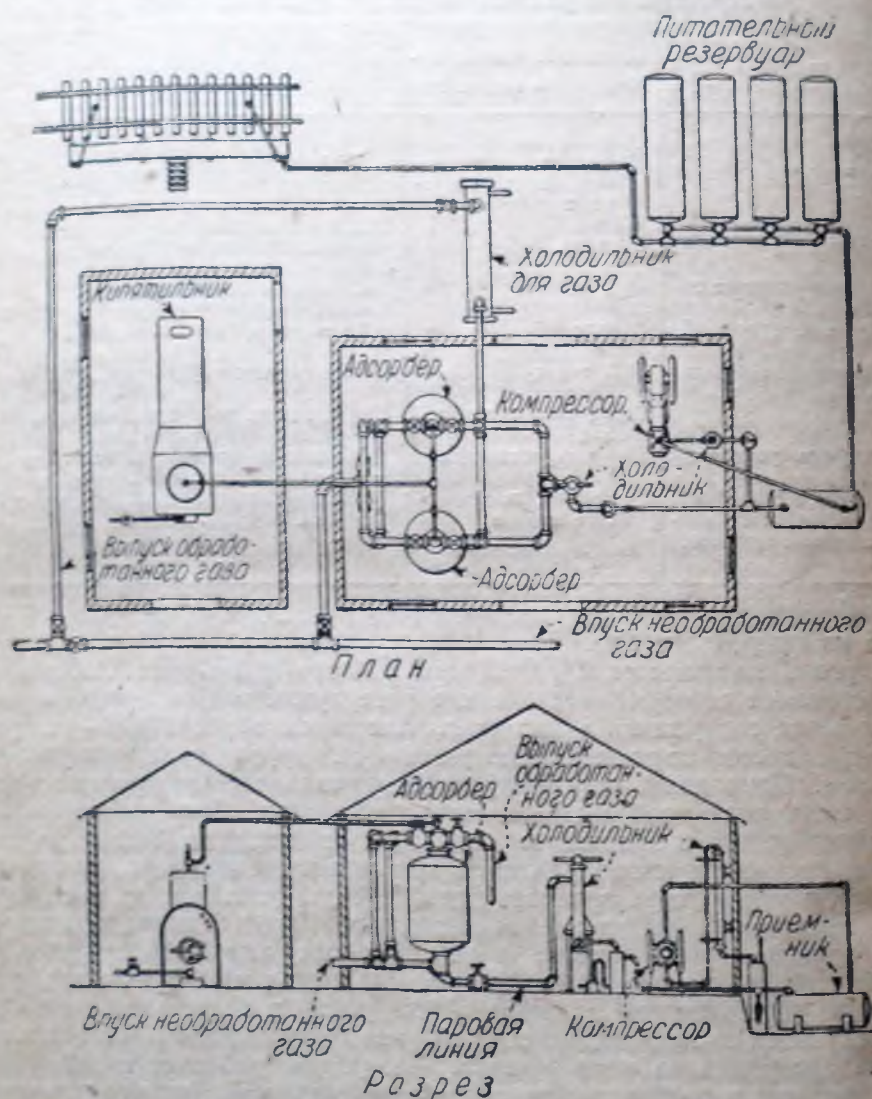 Питательный
резервуар
Холодильник
для газа
Кипятильник
Адсорбер
Компрессор
Холо-
дильник
Выпуск обрабо-
танного газа
Адсорбер
Впуск необработанного
газа
План
Выпуск
обработан-
ного газа
Адсорбер
Холодильник
Прием-
ник
Впуск необработанного
газа
Паровая
линия
Компрессор
Разрез